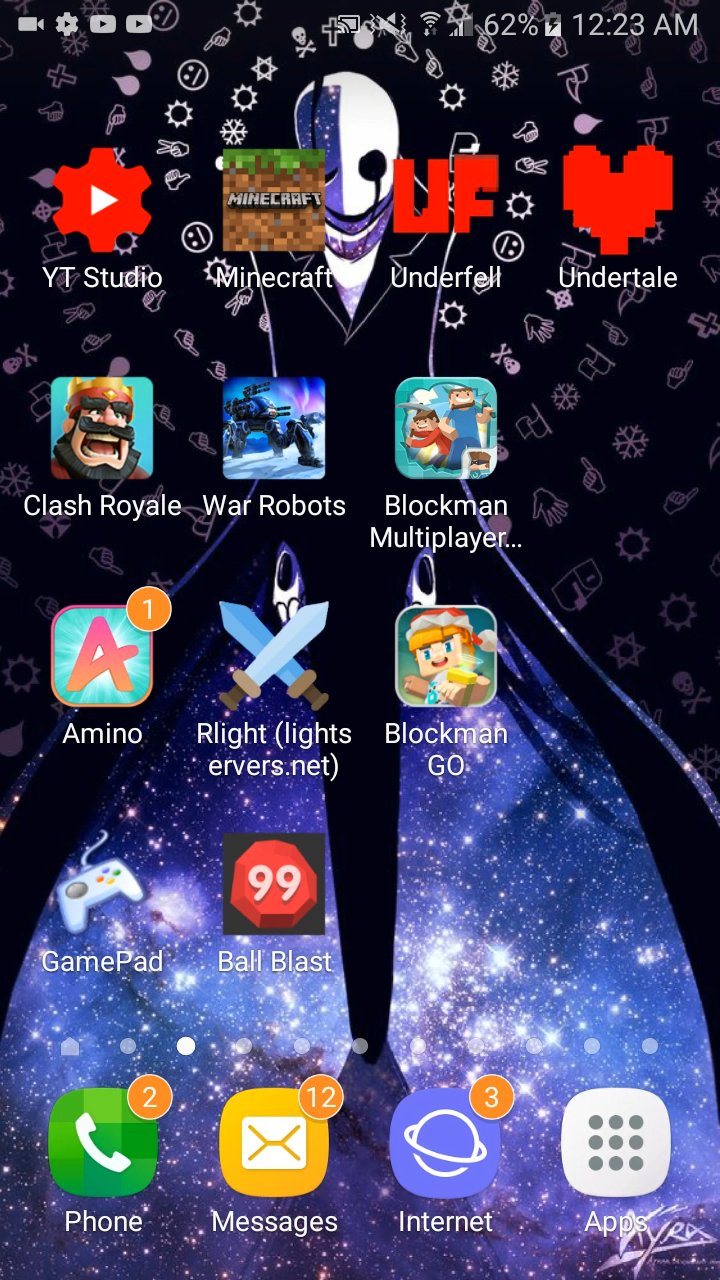 62% 12:23 AM
MINECRAFT
UF
YT Studio Minecraft Underfell Undertale
Clash Royale War Robots Blockman
Multiplayer...
1
A
Amino Rlight (lights Blockman
ervers.net) GO
99
GamePad Ball Blast
2 12 3
Phone Messages Internet Apps